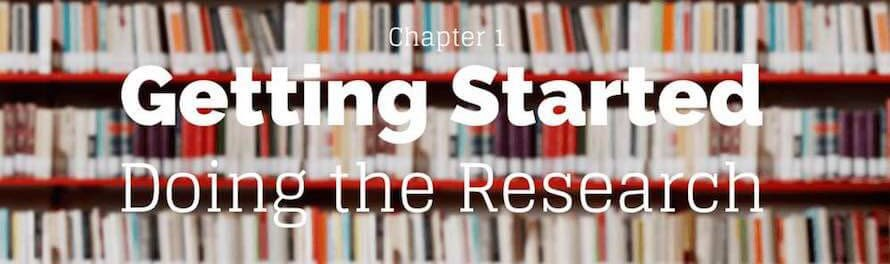 Chapter 1
Getting Started
Doing the Research